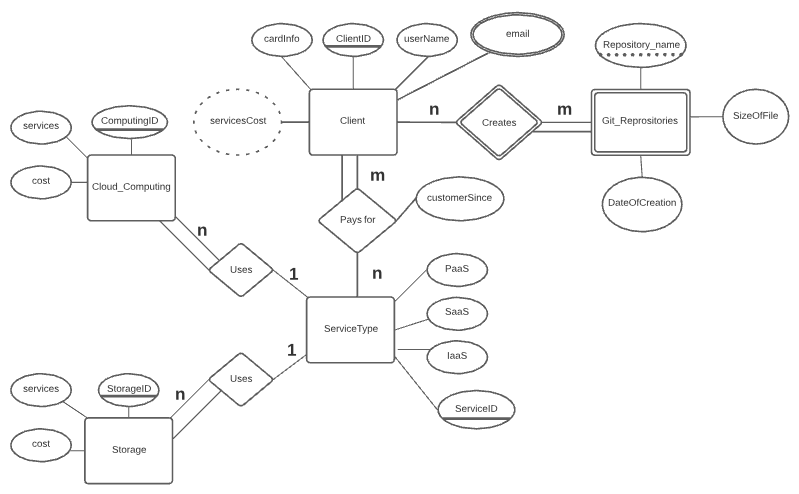 email
cardInfo
ClientID
userName
Repository_name
servicesCost
Client
n
Creates
m
Git_Reprositories
SizeOfFile
services
ComputingID
cost
Cloud_Computing
m
Pays for
customerSince
DateOfCreation
n
Uses
1
n
PaaS
SaaS
ServiceType
1
IaaS
n
Uses
services
StorageID
ServiceID
cost
Storage